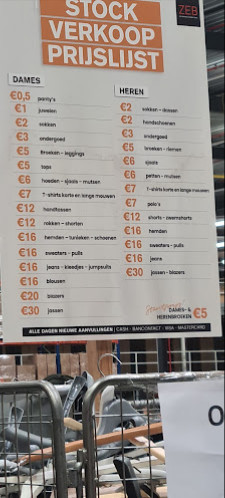 STOCK
ZEB
VERKOOP
PRIJSLIJST
DAMES
€0,5 panty's
€1 juwelen
€2 sokken
€3 ondergoed
€5 Broeken - leggings
€5 tops
€6 hoeden - sjaals - mutsen
€7 T-shirts korte en lange mouwen
€12 handtassen
€12 rokken - shorten
€16 hemden - tunieken - schoenen
€16 sweaters - pulls
€16 jeans - kleedjes - jumpsuits
€16 blousen
€20 blazers
€30 jassen
HEREN
€2 sokken - dassen
€2 handschoenen
€3 ondergoed
€5 broeken - riemen
€6 sjaals
€6 petten - mutsen
€7 T-shirts korte en lange mouwen
€7 polo's
€12 shorts - zwemshorts
€16 hemden
€16 sweaters - pulls
€16 jeans
€30 jassen - blazers
DAMES- &
HERENBROEKEN €5
ALLE DAGEN NIEUWE AANVULLINGEN | CASH - BANCONTACT - VISA - MASTERCARD
O